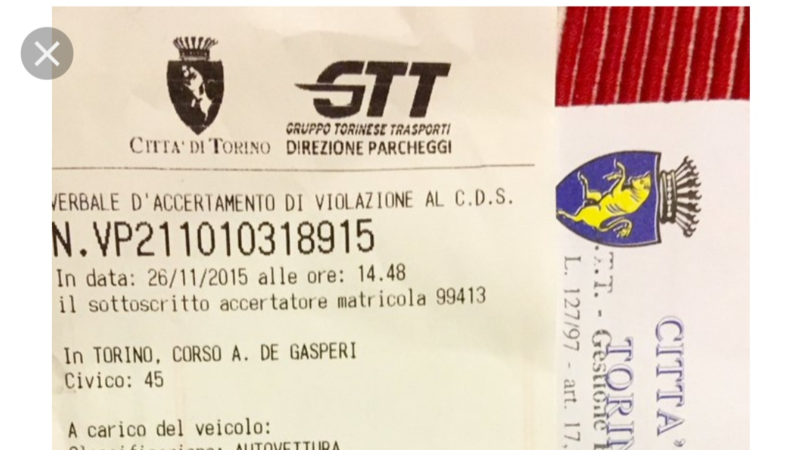 GTT
GRUPPO TORINESE TRASPORTI
CITTA' DI TORINO DIREZIONE PARCHEGGI
VERBALE D'ACCERTAMENTO DI VIOLAZIONE AL C.D.S.
N.VP211010318915
In data: 26/11/2015 alle ore: 14.48
il sottoscritto accertatore matricola 99413
In TORINO, CORSO A. DE GASPERI
Civico: 45
A carico del veicolo:
AUTOVETTURA
CITTA'
TORIN
.T.T. - Gestione
L. 127/97 - art. 17,